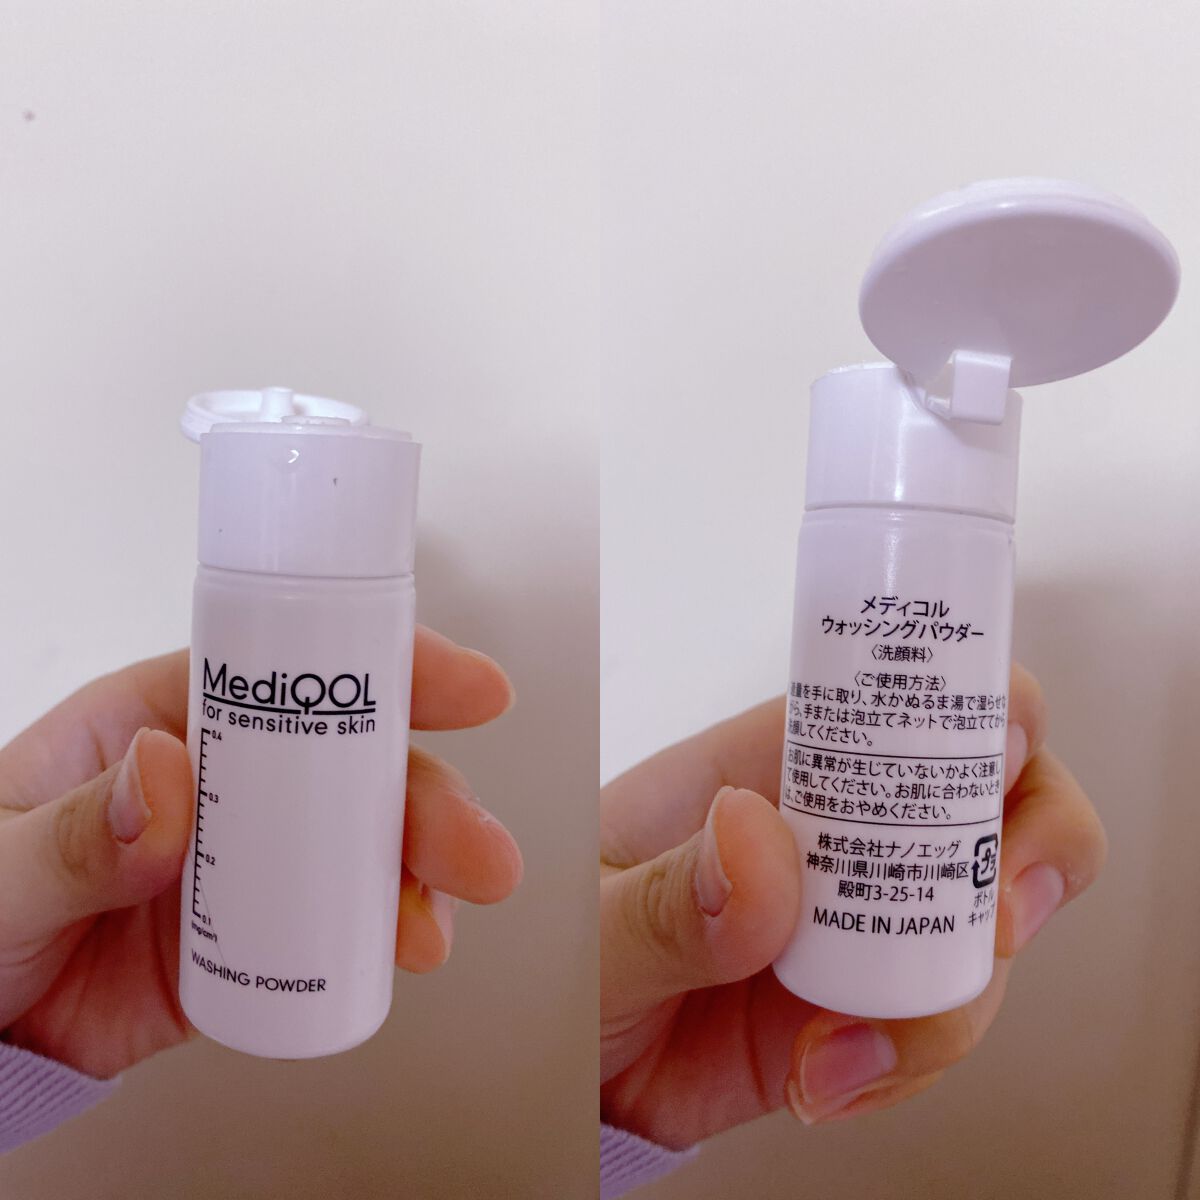 MediQOL
for sensitive skin
0.4
0.3
0.2
0.1
(mg/cm²)
WASHING POWDER
メディコル
ウォッシングパウダー
〈洗顔料〉
〈ご使用方法〉
適量を手に取り、水かぬるま湯で湿らせな
がら、手または泡立てネットで泡立ててから
洗顔してください。
お肌に異常が生じていないかよく注意し
て使用してください。お肌に合わないとき
は、ご使用をおやめください。
株式会社ナノエッグ
神奈川県川崎市川崎区
殿町3-25-14
プラ
ボトル
キャップ
MADE IN JAPAN